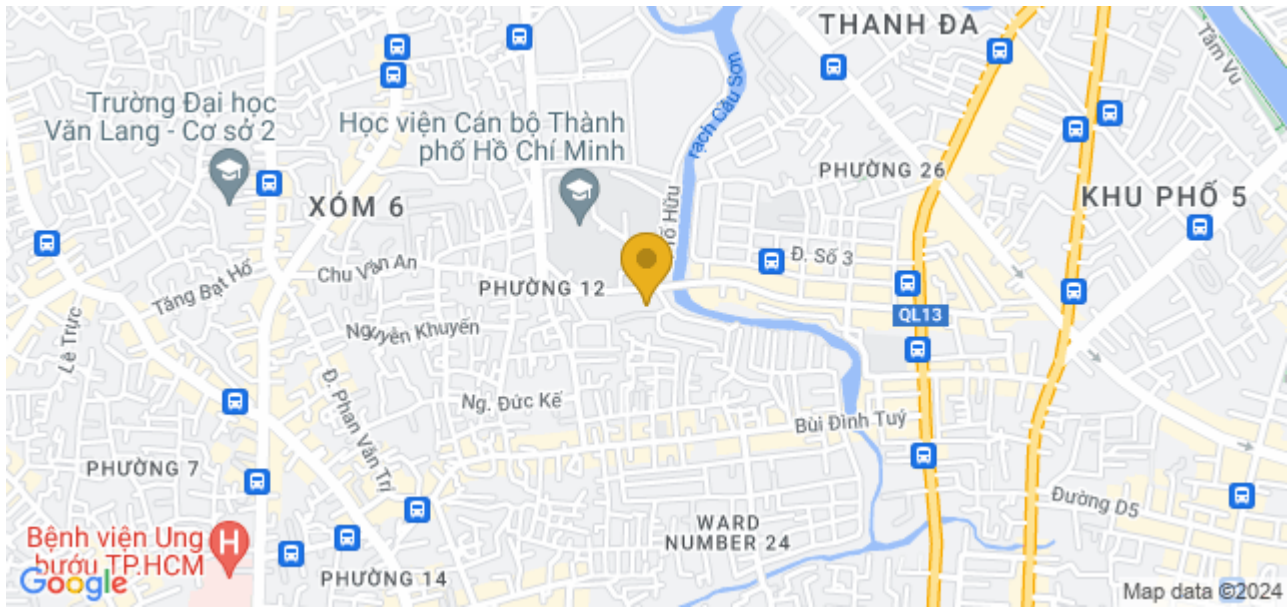 THANH ĐA
Tầm Vu
Trường Đại học
Văn Lang - Cơ sở 2
Học viện Cán bộ Thành
phố Hồ Chí Minh
rạch Cầu Sơn
PHƯỜNG 26
KHU PHỐ 5
XÓM 6
Hồ Hữu
Đ. Số 3
Chu Văn An
Tăng Bạt Hổ
PHƯỜNG 12
QL13
Nguyên Khuyến
Lê Trực
Đ. Phan Văn Trị
Ng. Đức Kế
Bùi Đình Tuý
PHƯỜNG 7
Đường D5
WARD
NUMBER 24
Bệnh viện Ung
bướu TP.HCM
H
PHƯỜNG 14
Google
Map data ©2024